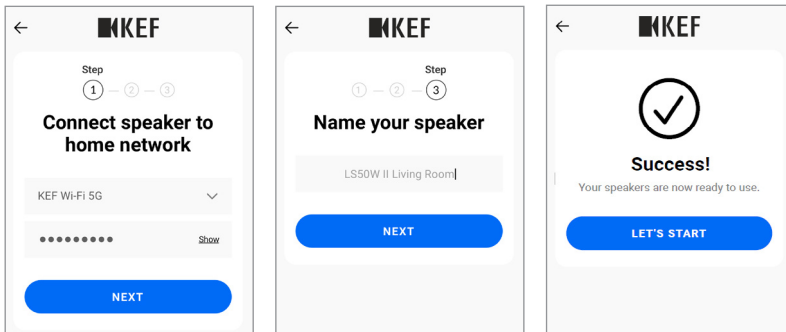 KEF
Step
1 2 3
Connect speaker to
home network
KEF Wi-Fi 5G
Show
NEXT
KEF
Step
1 2 3
Name your speaker
LS50W II Living Room
NEXT
KEF
Success!
Your speakers are now ready to use.
LET'S START